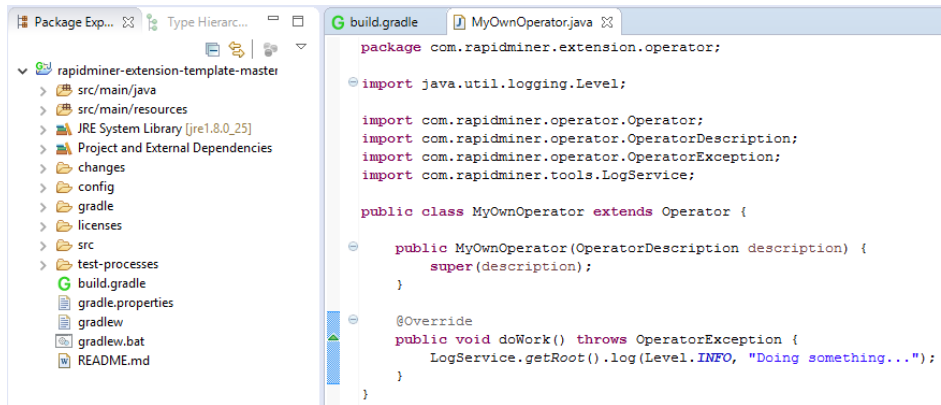 Package Exp...
Type Hierarc...
rapidminer-extension-template-master
src/main/java
src/main/resources
JRE System Library [jre1.8.0_25]
Project and External Dependencies
changes
config
gradle
licenses
src
test-processes
G build.gradle
gradle.properties
gradlew
gradlew.bat
README.md
G build.gradle
MyOwnOperator.java
package com.rapidminer.extension.operator;
import java.util.logging.Level;
import com.rapidminer.operator.Operator;
import com.rapidminer.operator.OperatorDescription;
import com.rapidminer.operator.OperatorException;
import com.rapidminer.tools.LogService;
public class MyOwnOperator extends Operator {
public MyOwnOperator(OperatorDescription description) {
super(description);
}
@Override
public void doWork() throws OperatorException {
LogService.getRoot().log(Level.INFO, "Doing something...");
}
}